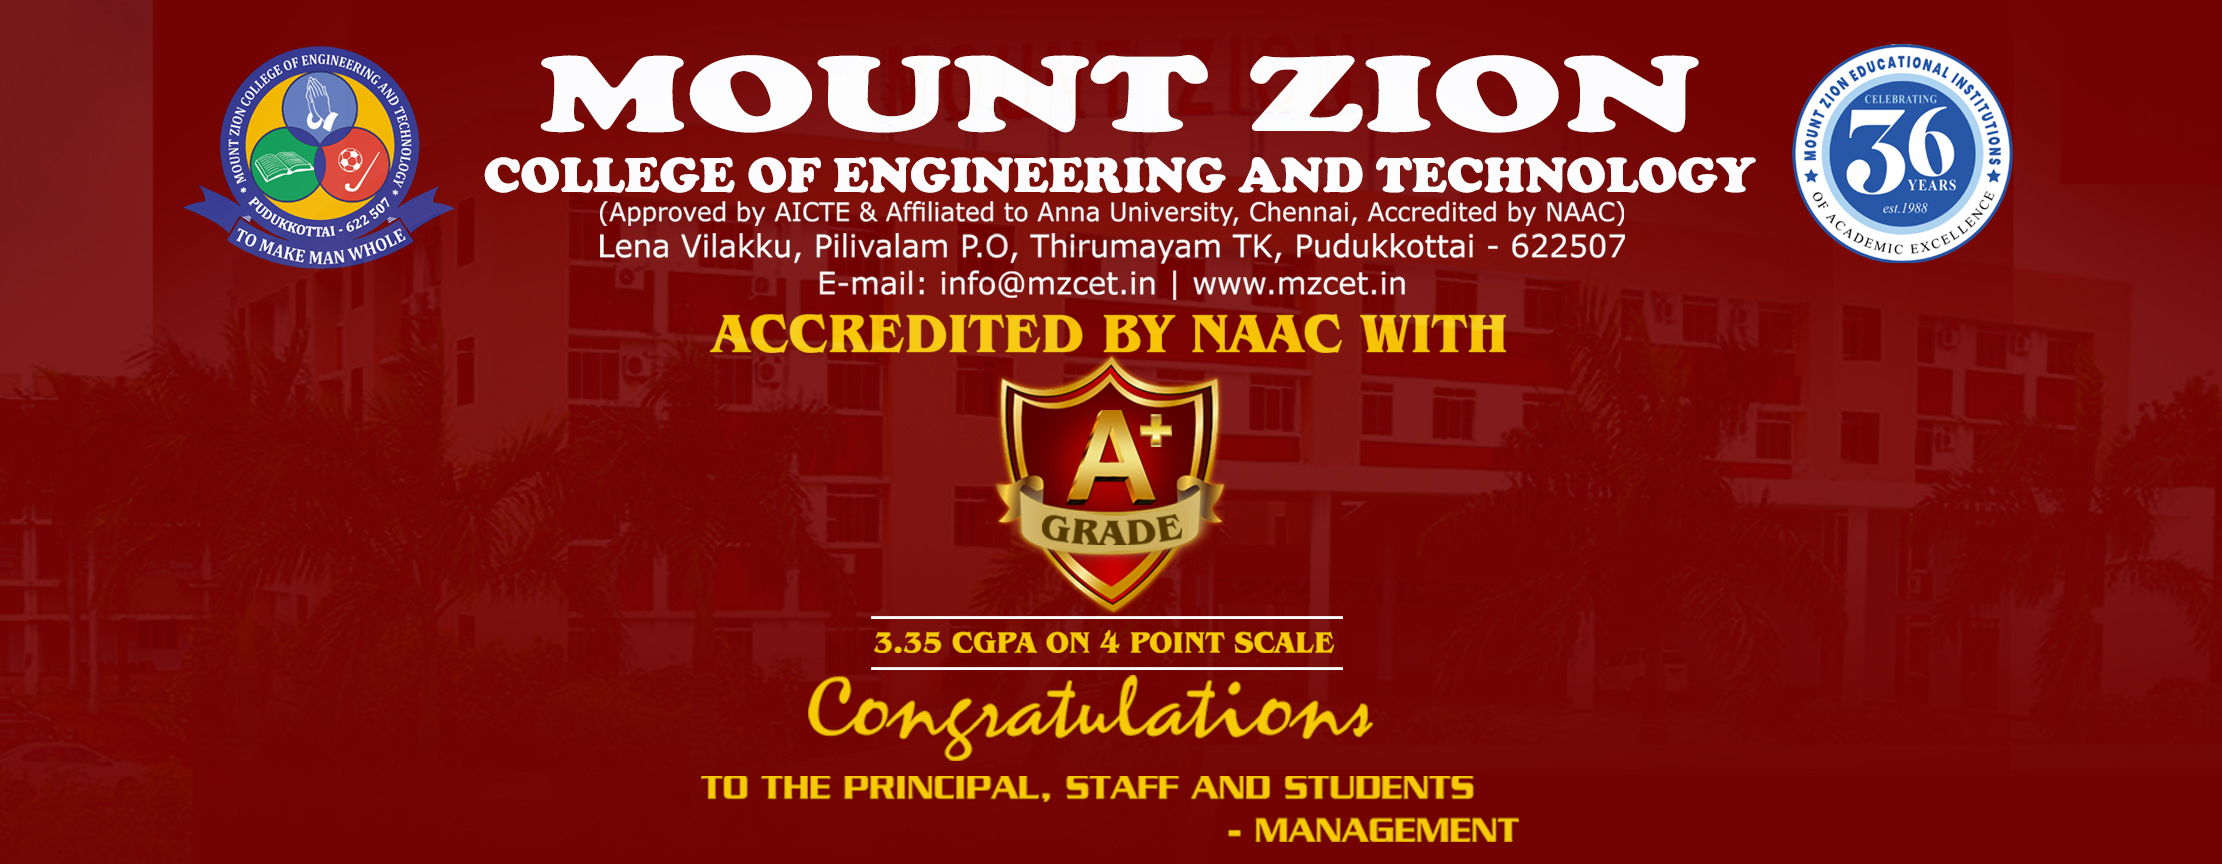 MOUNT ZION COLLEGE OF ENGINEERING AND TECHNOLOGY
PUDUKKOTTAI - 622 507
TO MAKE MAN WHOLE
MOUNT ZION
COLLEGE OF ENGINEERING AND TECHNOLOGY
(Approved by AICTE & Affiliated to Anna University, Chennai, Accredited by NAAC)
Lena Vilakku, Pilivalam P.O, Thirumayam TK, Pudukkottai - 622507
E-mail: info@mzcet.in | www.mzcet.in
MOUNT ZION EDUCATIONAL INSTITUTIONS
CELEBRATING
36
YEARS
est.1988
OF ACADEMIC EXCELLENCE
ACCREDITED BY NAAC WITH
A+
GRADE
3.35 CGPA ON 4 POINT SCALE
Congratulations
TO THE PRINCIPAL, STAFF AND STUDENTS
- MANAGEMENT